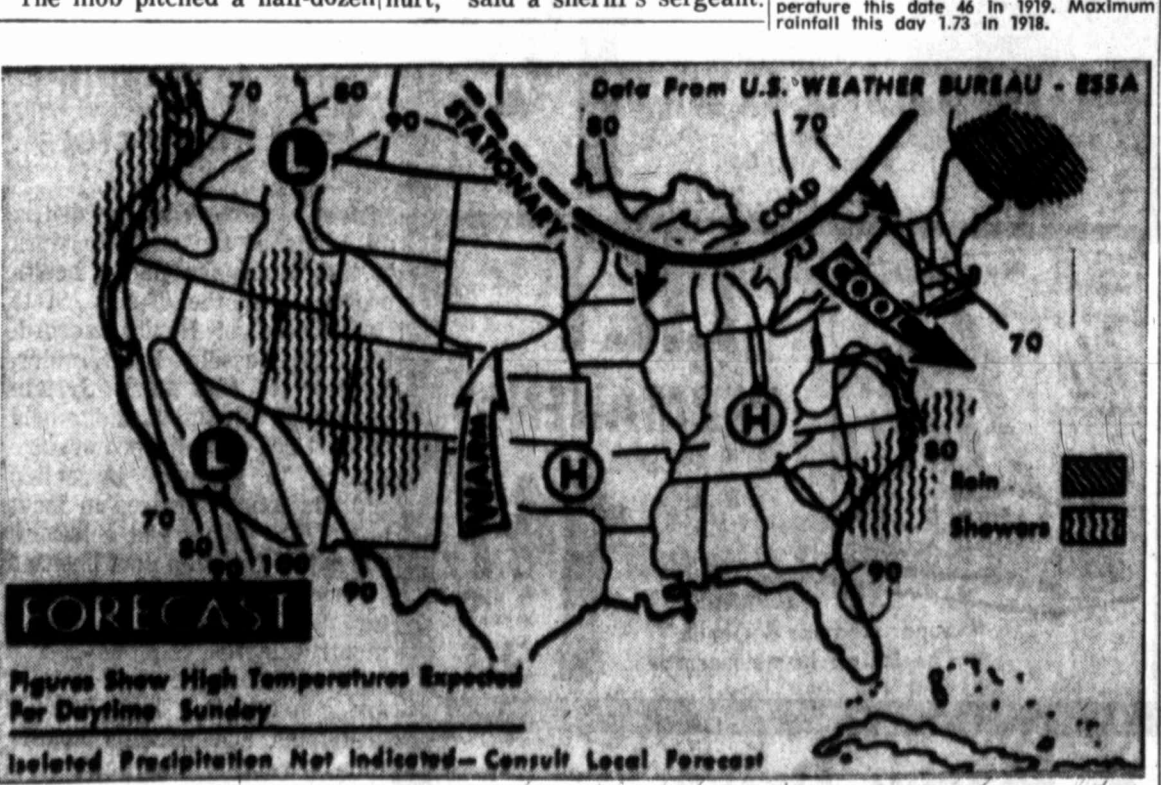 The mob pitched a half-dozen
hurt," said a sheriff's sergeant.
perature this date 46 in 1919. Maximum
rainfall this day 1.73 in 1918.
Data From U.S. WEATHER BUREAU - ESSA
70
80
90
80
70
STATIONARY
COLD
L
COOL
70
WARM
H
H
L
80
Rain
Showers
70
80
90
100
90
90
FORECAST
Figures Show High Temperatures Expected
For Daytime Sunday
Isolated Precipitation Not Indicated— Consult Local Forecast